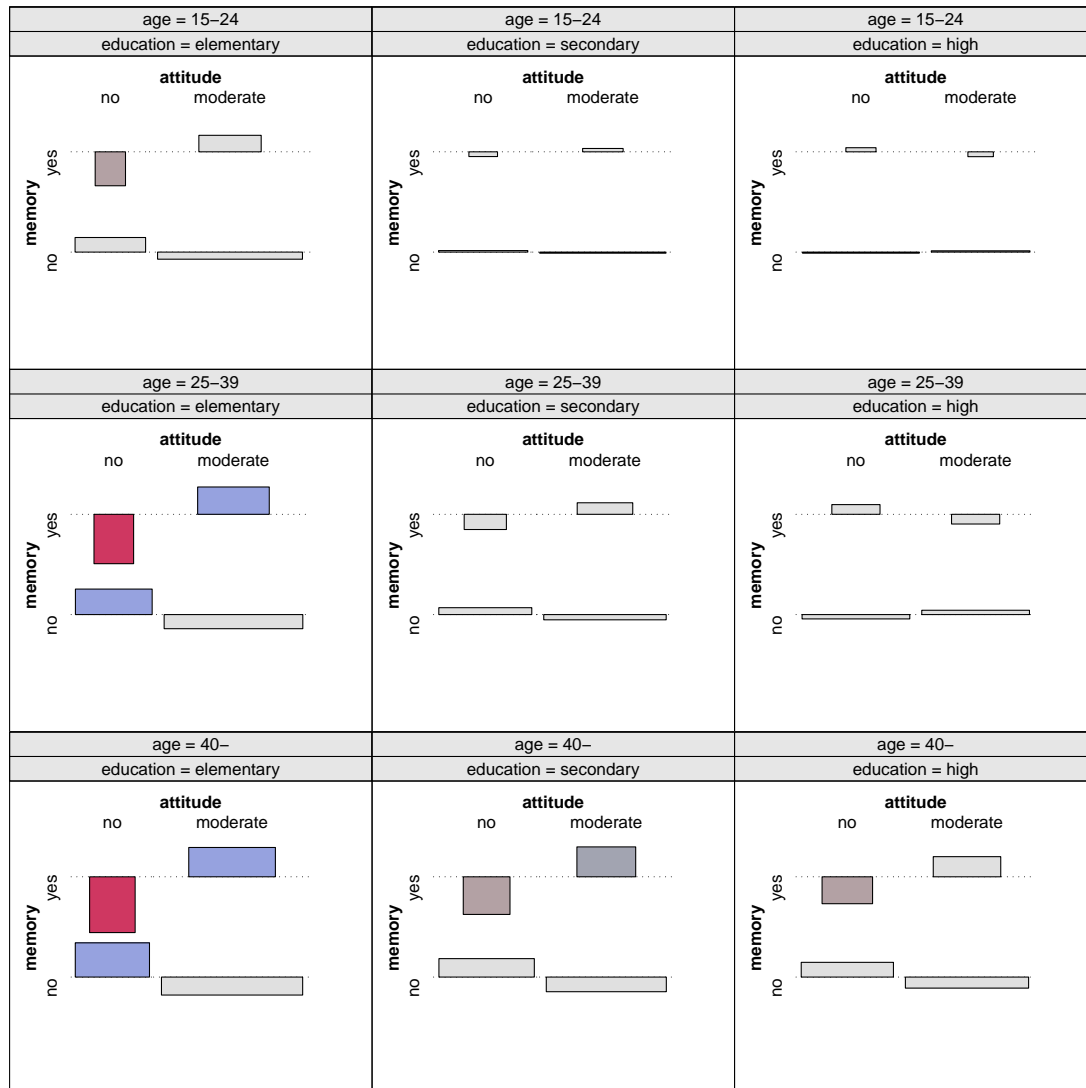 age = 15−24
education = elementary
attitude
no moderate
memory
yes
no
age = 15−24
education = secondary
attitude
no moderate
memory
yes
no
age = 15−24
education = high
attitude
no moderate
memory
yes
no
age = 25−39
education = elementary
attitude
no moderate
memory
yes
no
age = 25−39
education = secondary
attitude
no moderate
memory
yes
no
age = 25−39
education = high
attitude
no moderate
memory
yes
no
age = 40−
education = elementary
attitude
no moderate
memory
yes
no
age = 40−
education = secondary
attitude
no moderate
memory
yes
no
age = 40−
education = high
attitude
no moderate
memory
yes
no